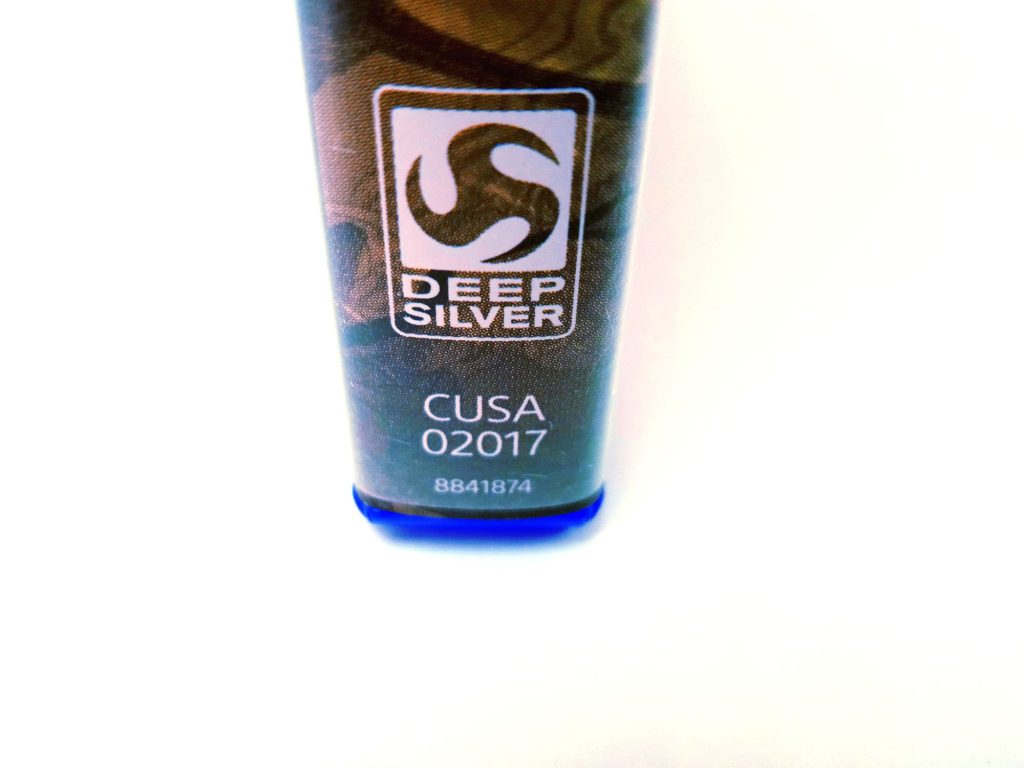 DEEP
SILVER
CUSA
02017
8841874